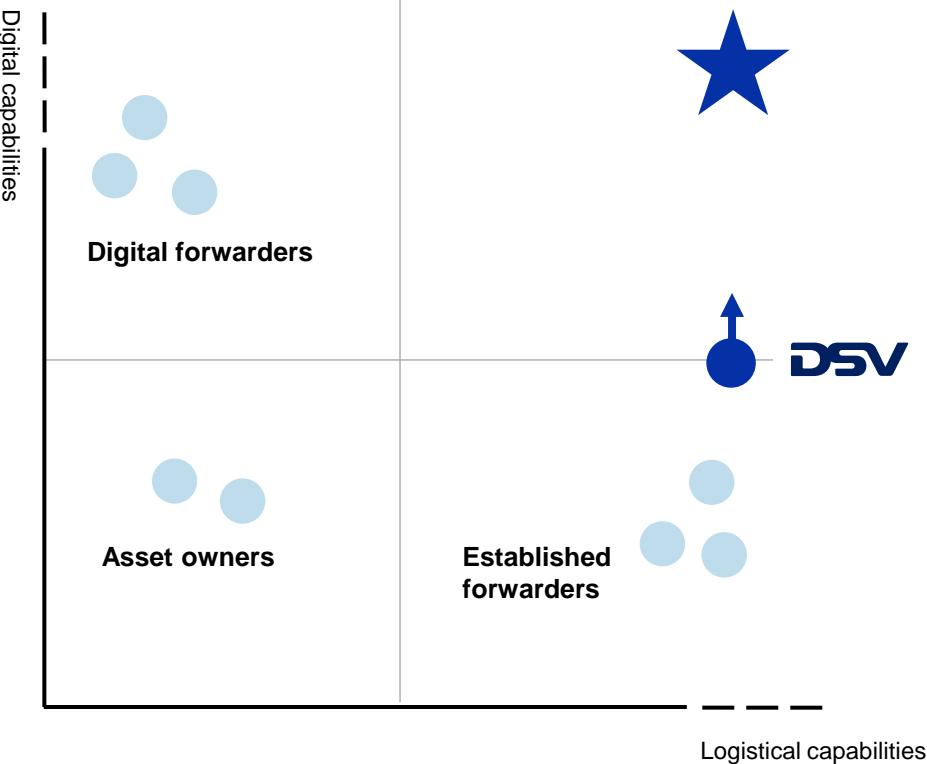 Digital capabilities
Digital forwarders
DSV
Asset owners
Established
forwarders
Logistical capabilities